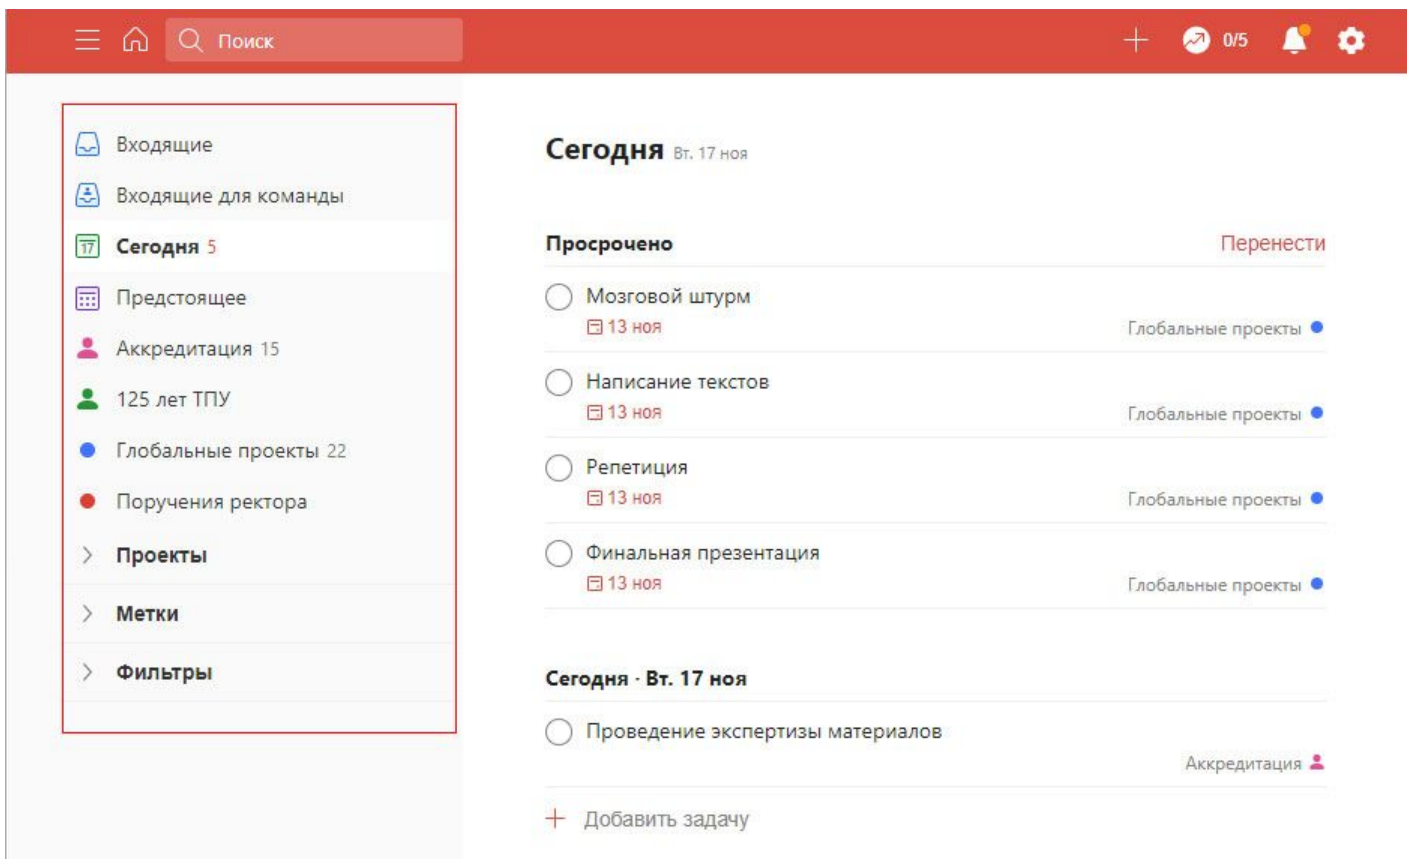 Поиск
0/5
Входящие
Входящие для команды
17 Сегодня 5
Предстоящее
Аккредитация 15
125 лет ТПУ
Глобальные проекты 22
Поручения ректора
Проекты
Метки
Фильтры
Сегодня Вт. 17 ноя
Просрочено Перенести
Мозговой штурм
13 ноя Глобальные проекты
Написание текстов
13 ноя Глобальные проекты
Репетиция
13 ноя Глобальные проекты
Финальная презентация
13 ноя Глобальные проекты
Сегодня · Вт. 17 ноя
Проведение экспертизы материалов
Аккредитация
+ Добавить задачу